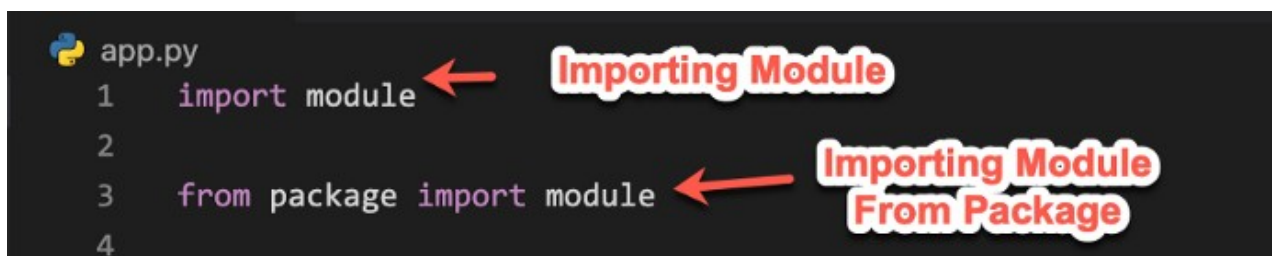 app.py
1 import module
Importing Module
2
3 from package import module
Importing Module
From Package
4